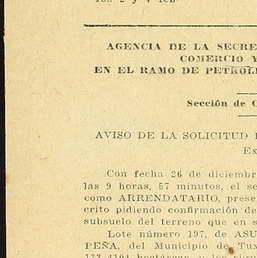 AGENCIA DE LA SECRE
COMERCIO Y
EN EL RAMO DE PETROL
Sección de
AVISO DE LA SOLICITUD
Ex
Con fecha 26 de diciembr
las 9 horas, 57 minutos, el se
como ARRENDATARIO, prese
crito pidiendo confirmación de
subsuelo del terreno que en s
Lote número 197, de ASU
PEÑA, del Municipio de Tux